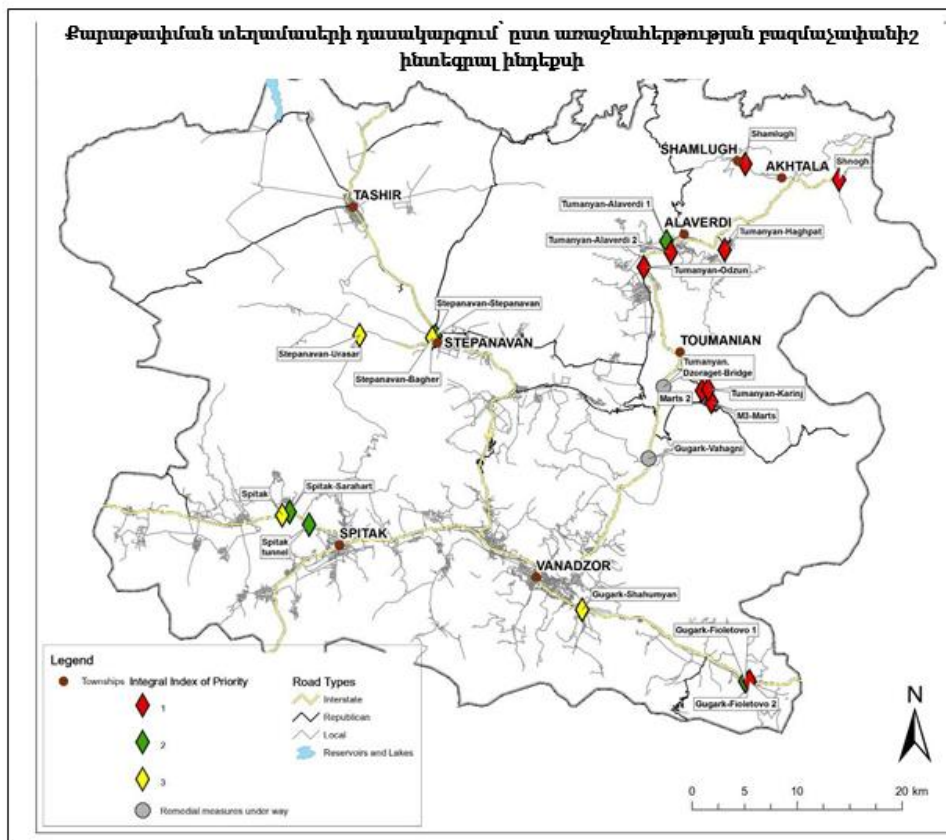 Քարաթափման տեղամասերի դասակարգում՝ ըստ առաջնահերթության բազմաչափանիշ
ինտեգրալ ինդեքսի
SHAMLUGH
Shamlugh
AKHTALA
Shnogh
TASHIR
Tumanyan-Alaverdi 1
ALAVERDI
Tumanyan-Alaverdi 2
Tumanyan-Haghpat
Tumanyan-Odzun
Stepanavan-Stepanavan
STEPANAVAN
Stepanavan-Urasar
Stepanavan-Bagher
TOUMANIAN
Tumanyan.
Dzoraget-Bridge
Marts 2
Tumanyan-Karinj
M3-Marts
Gugark-Vahagni
Spitak
Spitak-Sarahart
Spitak
tunnel
SPITAK
VANADZOR
Gugark-Shahumyan
Gugark-Fioletovo 1
Gugark-Fioletovo 2
Legend
Townships
Integral Index of Priority
1
2
3
Remedial measures under way
Road Types
Interstate
Republican
Local
Reservoirs and Lakes
N
0 5 10 20 km